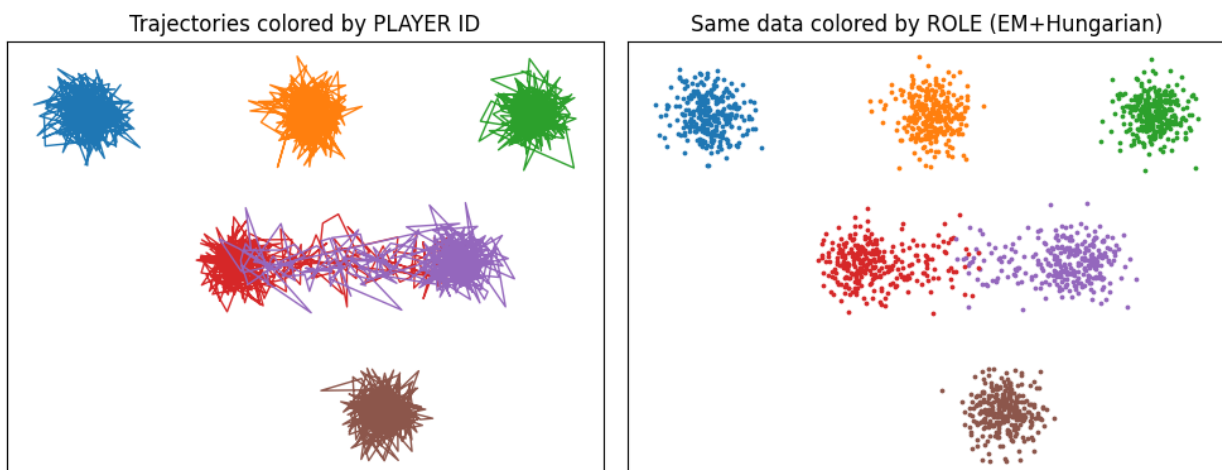 Trajectories colored by PLAYER ID
Same data colored by ROLE (EM+Hungarian)